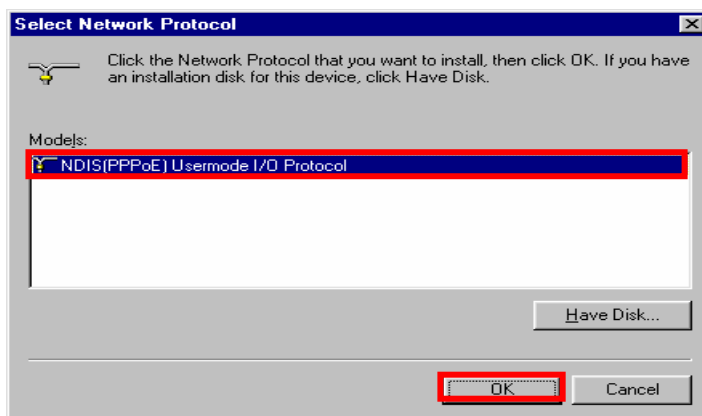 Select Network Protocol
Click the Network Protocol that you want to install, then click OK. If you have
an installation disk for this device, click Have Disk.
Models:
NDIS(PPPoE) Usermode I/O Protocol
Have Disk...
OK
Cancel